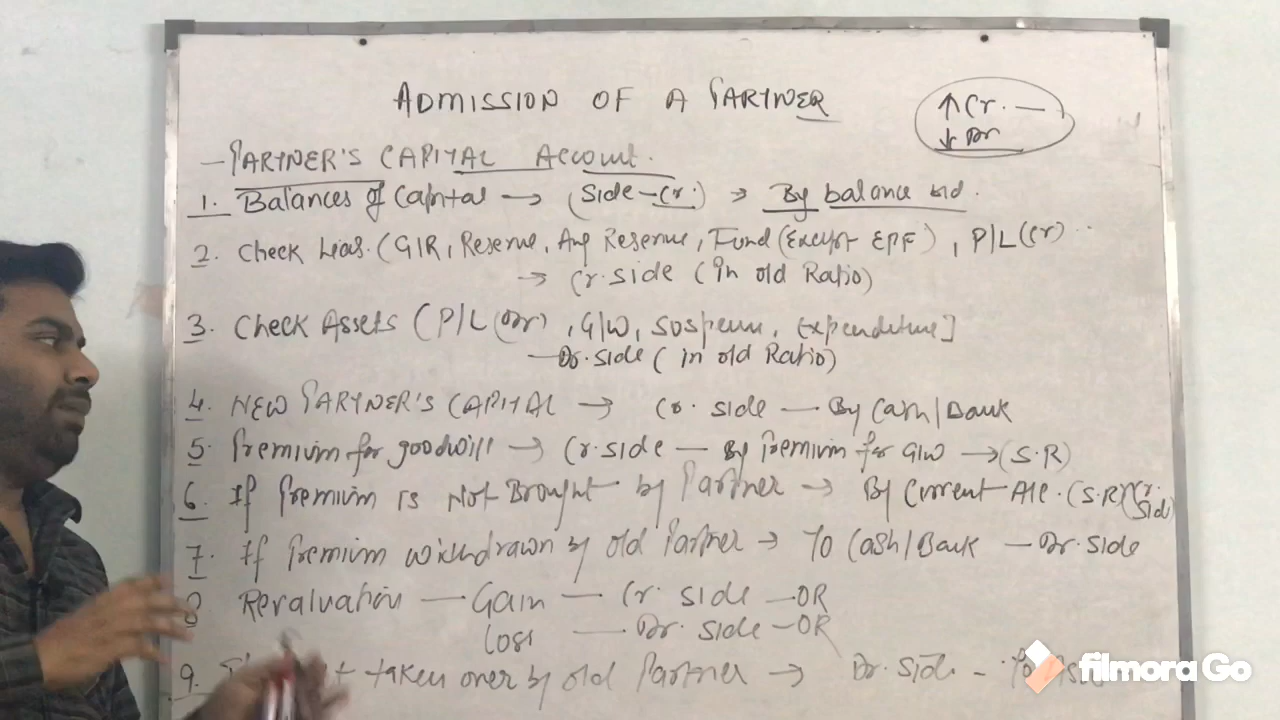 ADMISSION OF A PARTNER
↑ Cr. —
↓ Dr
– PARTNER'S CAPITAL Account.
1. Balances of Capital → (Side – Cr.) → By balance b/d.
2. Check Lias. (G/R, Reserve, Any Reserve, Fund (Except EPF), P/L (Cr) ..
→ Cr. side (in old Ratio)
3. Check Assets (P/L (Dr), G/W, Suspense, Expenditure]
— Dr. side (in old Ratio)
4. NEW PARTNER'S CAPITAL → Cr. side — By Cash/Bank
5. Premium for goodwill → Cr. side — By Premium for G/W → (S.R)
6. If Premium is Not Brought by Partner → By Current A/c. (S.R) (Cr. Side)
7. If Premium withdrawn by old Partner → To Cash/Bank — Dr. side
8 Revaluation — Gain — Cr. side — OR
Loss — Dr. side – OR
9. taken over by old Partner → Dr. side – To
filmora Go